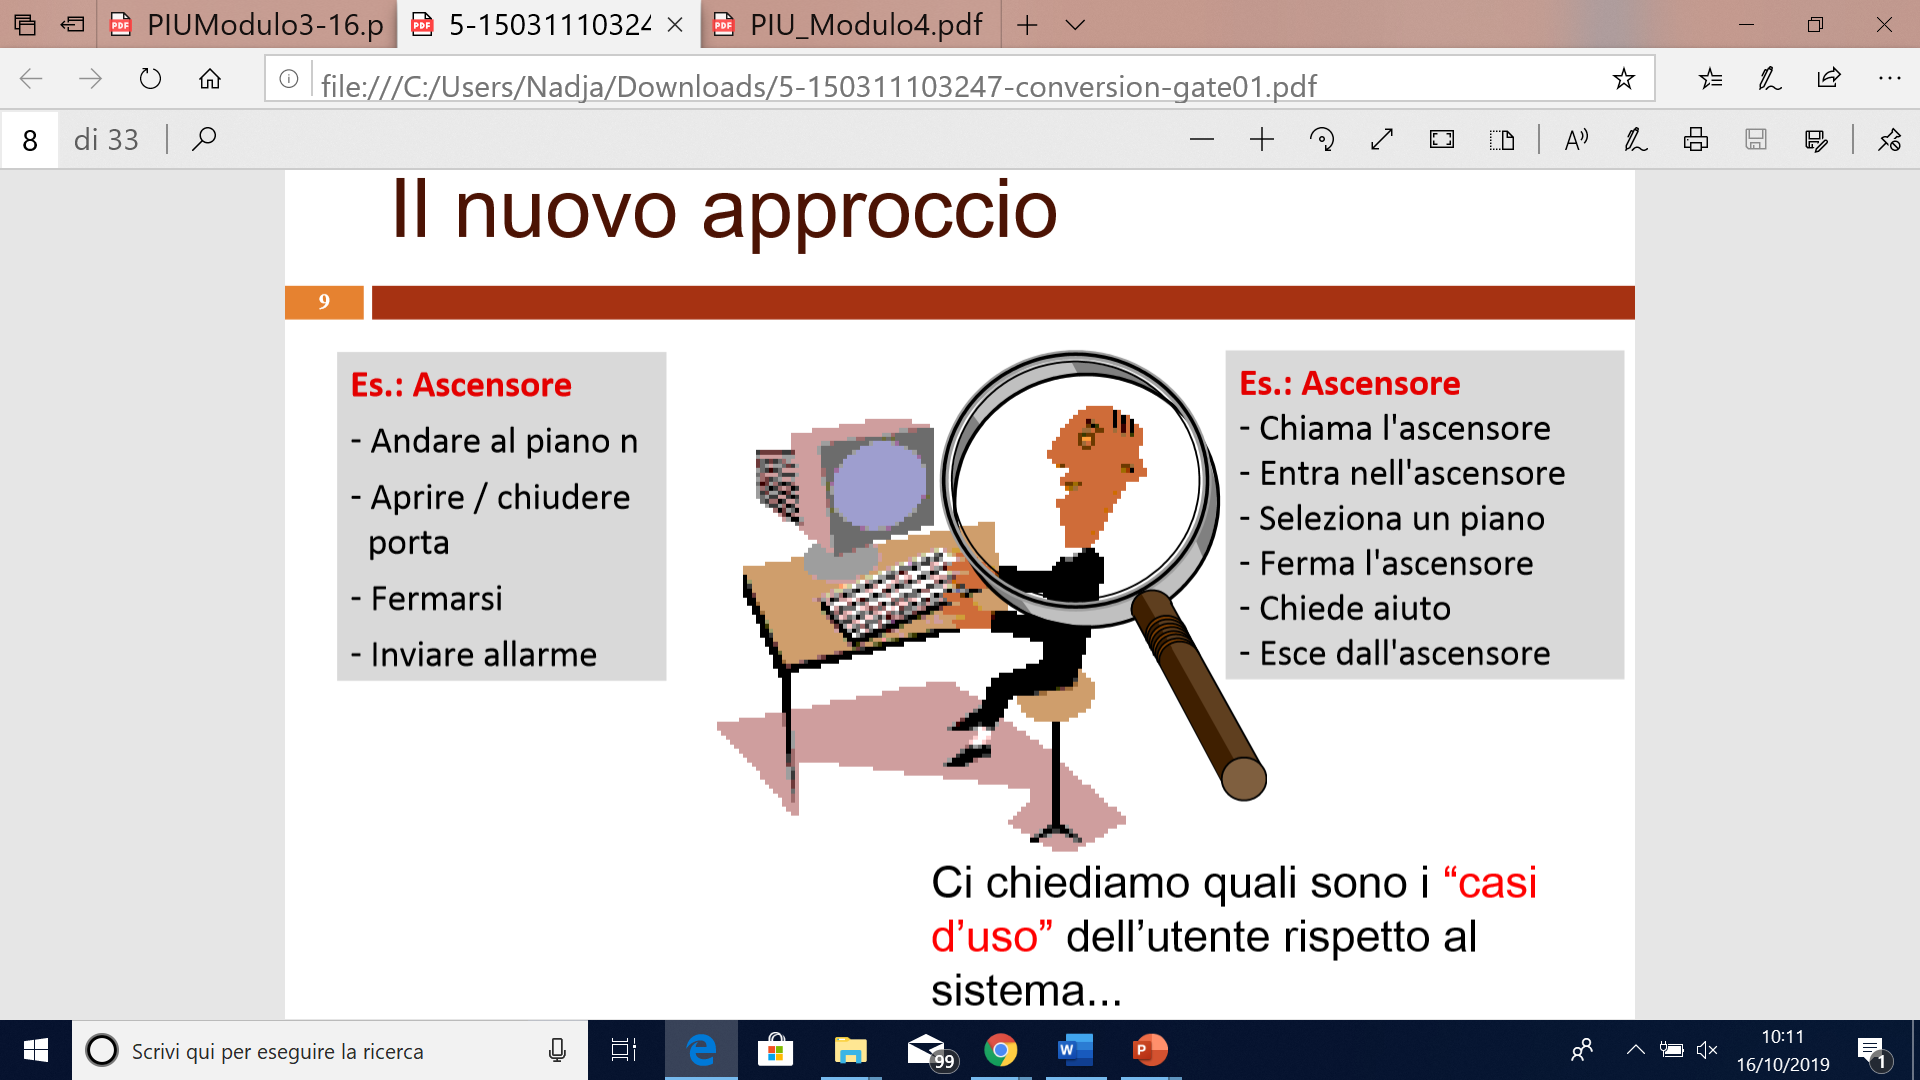 PIUModulo3-16.p
5-15031110324
PIU_Modulo4.pdf
file:///C:/Users/Nadja/Downloads/5-150311103247-conversion-gate01.pdf
8 di 33
Il nuovo approccio
9
Es.: Ascensore
- Andare al piano n
- Aprire / chiudere
porta
- Fermarsi
- Inviare allarme
Es.: Ascensore
- Chiama l'ascensore
- Entra nell'ascensore
- Seleziona un piano
- Ferma l'ascensore
- Chiede aiuto
- Esce dall'ascensore
Ci chiediamo quali sono i “casi
d’uso” dell’utente rispetto al
sistema...
Scrivi qui per eseguire la ricerca
99
10:11
16/10/2019
1